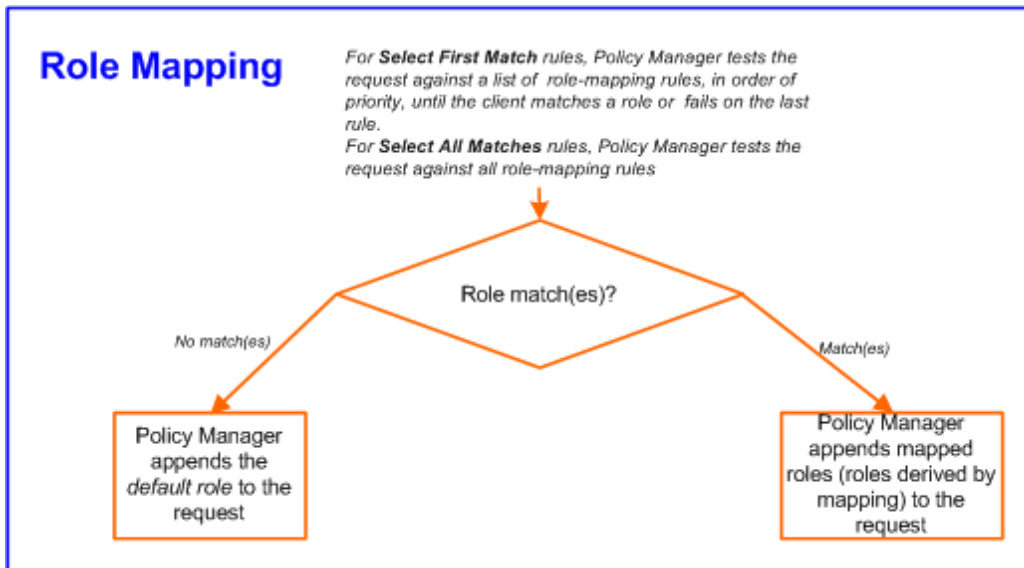 Role Mapping
For Select First Match rules, Policy Manager tests the
request against a list of role-mapping rules, in order of
priority, until the client matches a role or fails on the last
rule.
For Select All Matches rules, Policy Manager tests the
request against all role-mapping rules
Role match(es)?
No match(es)
Match(es)
Policy Manager
appends the
default role to the
request
Policy Manager
appends mapped
roles (roles derived by
mapping) to the
request